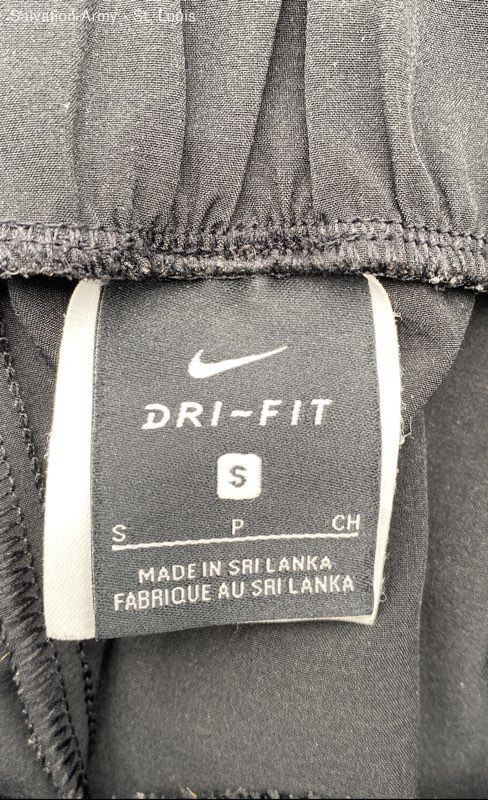 Salvation Army - St. Louis
DRI~FIT
S
S P CH
MADE IN SRI LANKA
FABRIQUE AU SRI LANKA